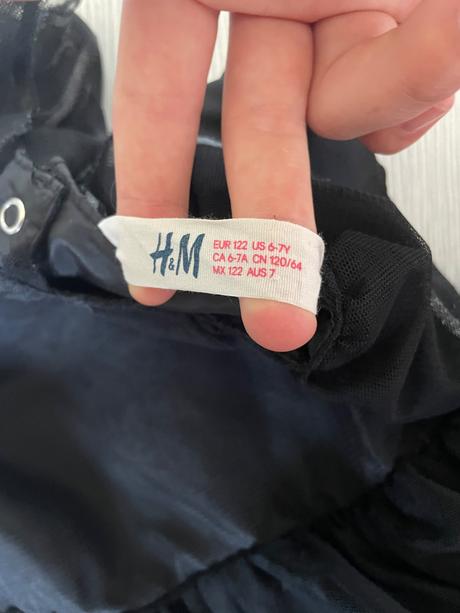 H&M
EUR 122 US 6-7Y
CA 6-7A CN 120/64
MX 122 AUS 7